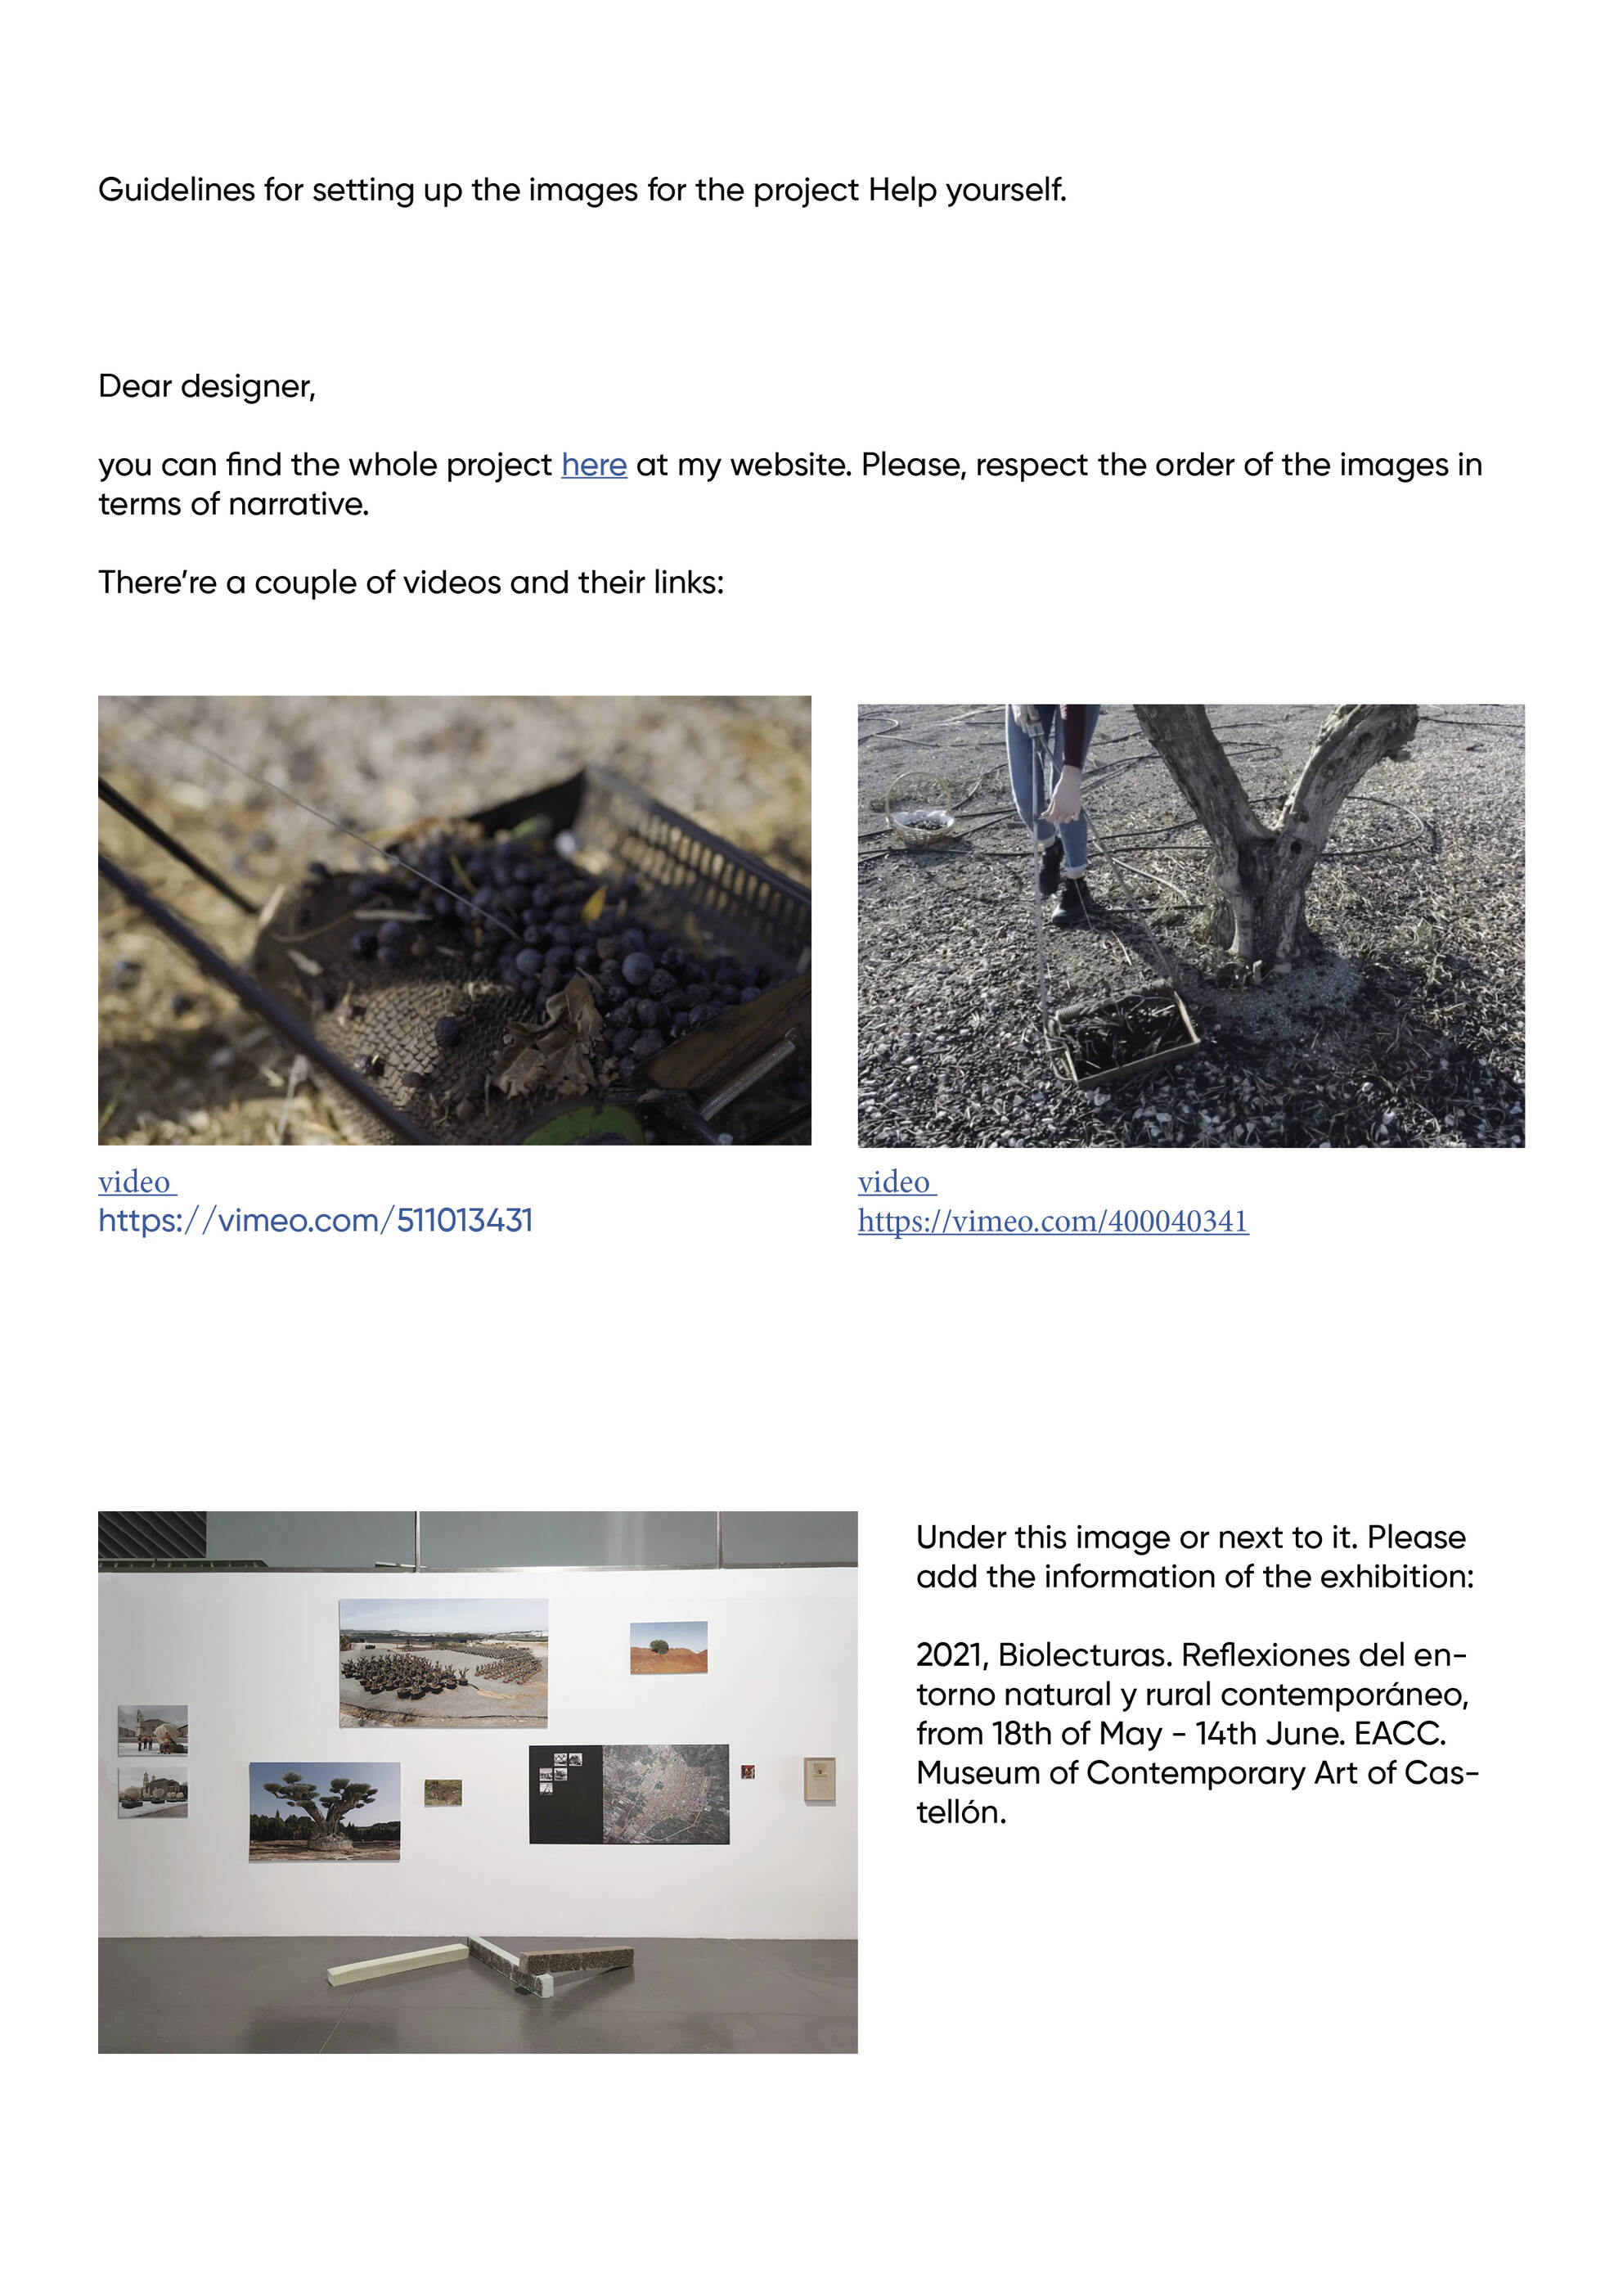 Guidelines for setting up the images for the project Help yourself.
Dear designer,
you can find the whole project here at my website. Please, respect the order of the images in
terms of narrative.
There're a couple of videos and their links:
video
https://vimeo.com/511013431
video
https://vimeo.com/400040341
Under this image or next to it. Please
add the information of the exhibition:
2021, Biolecturas. Reflexiones del en-
torno natural y rural contemporáneo,
from 18th of May - 14th June. EACC.
Museum of Contemporary Art of Cas-
tellón.